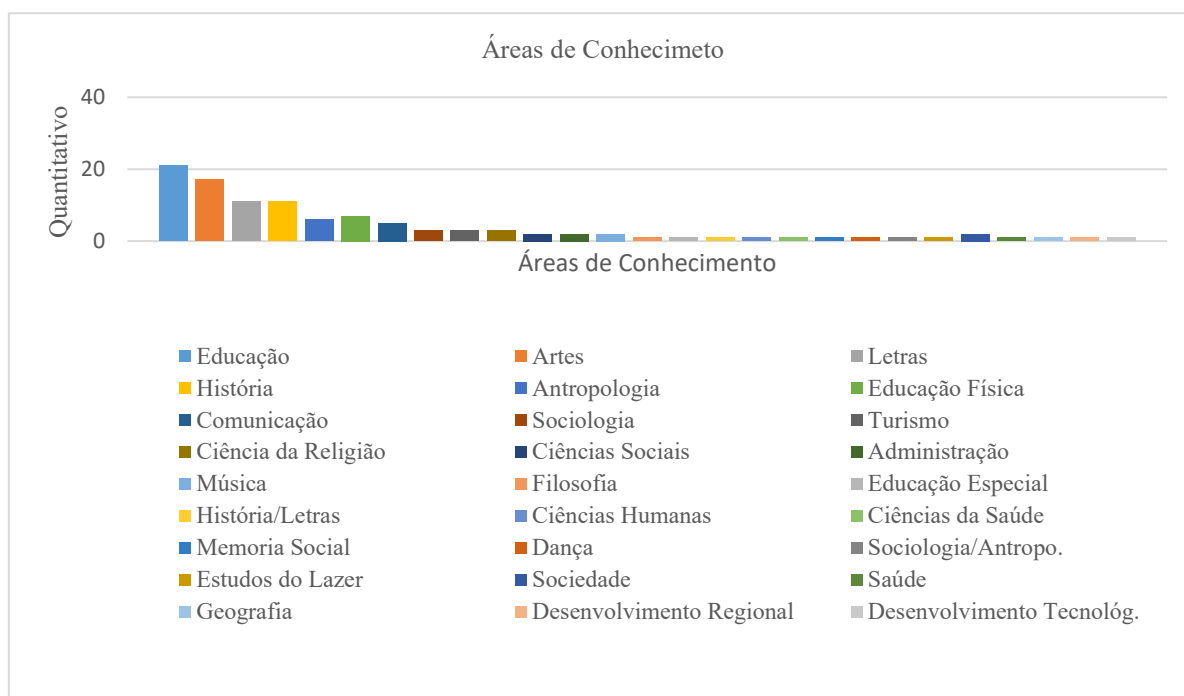 Áreas de Conhecimeto
Quantitativo
40
20
0
Áreas de Conhecimento
Educação
Artes
Letras
História
Antropologia
Educação Física
Comunicação
Sociologia
Turismo
Ciência da Religião
Ciências Sociais
Administração
Música
Filosofia
Educação Especial
História/Letras
Ciências Humanas
Ciências da Saúde
Memoria Social
Dança
Sociologia/Antropo.
Estudos do Lazer
Sociedade
Saúde
Geografia
Desenvolvimento Regional
Desenvolvimento Tecnológ.